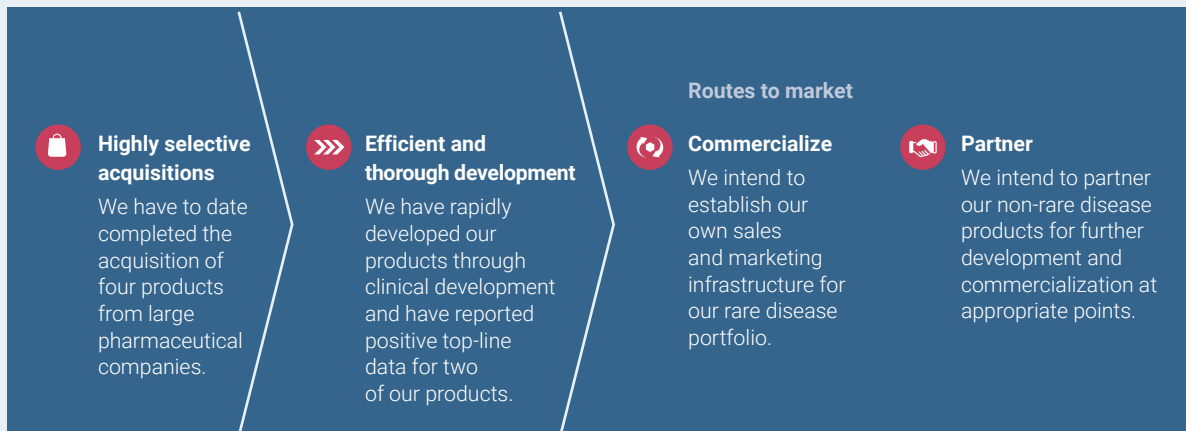 Highly selective
acquisitions
We have to date
completed the
acquisition of
four products
from large
pharmaceutical
companies.
Efficient and
thorough development
We have rapidly
developed our
products through
clinical development
and have reported
positive top-line
data for two
of our products.
Routes to market
Commercialize
We intend to
establish our
own sales
and marketing
infrastructure for
our rare disease
portfolio.
Partner
We intend to partner
our non-rare disease
products for further
development and
commercialization at
appropriate points.